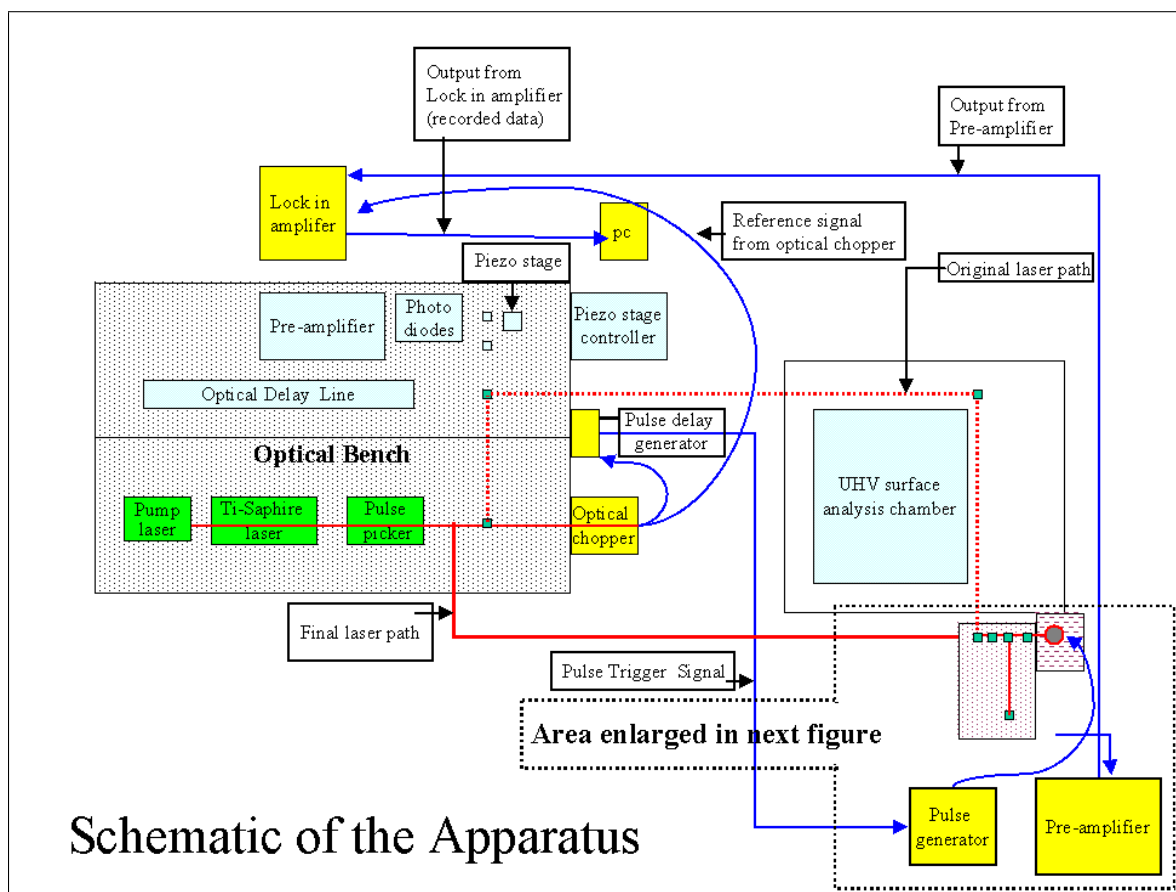 Output from
Lock in amplifier
(recorded data)
Output from
Pre-amplifier
Lock in
amplifer
pc
Reference signal
from optical chopper
Piezo stage
Original laser path
Pre-amplifier
Photo
diodes
Piezo stage
controller
Optical Delay Line
Pulse delay
generator
Optical Bench
UHV surface
analysis chamber
Pump
laser
Ti-Saphire
laser
Pulse
picker
Optical
chopper
Final laser path
Pulse Trigger Signal
Area enlarged in next figure
Pulse
generator
Pre-amplifier
Schematic of the Apparatus